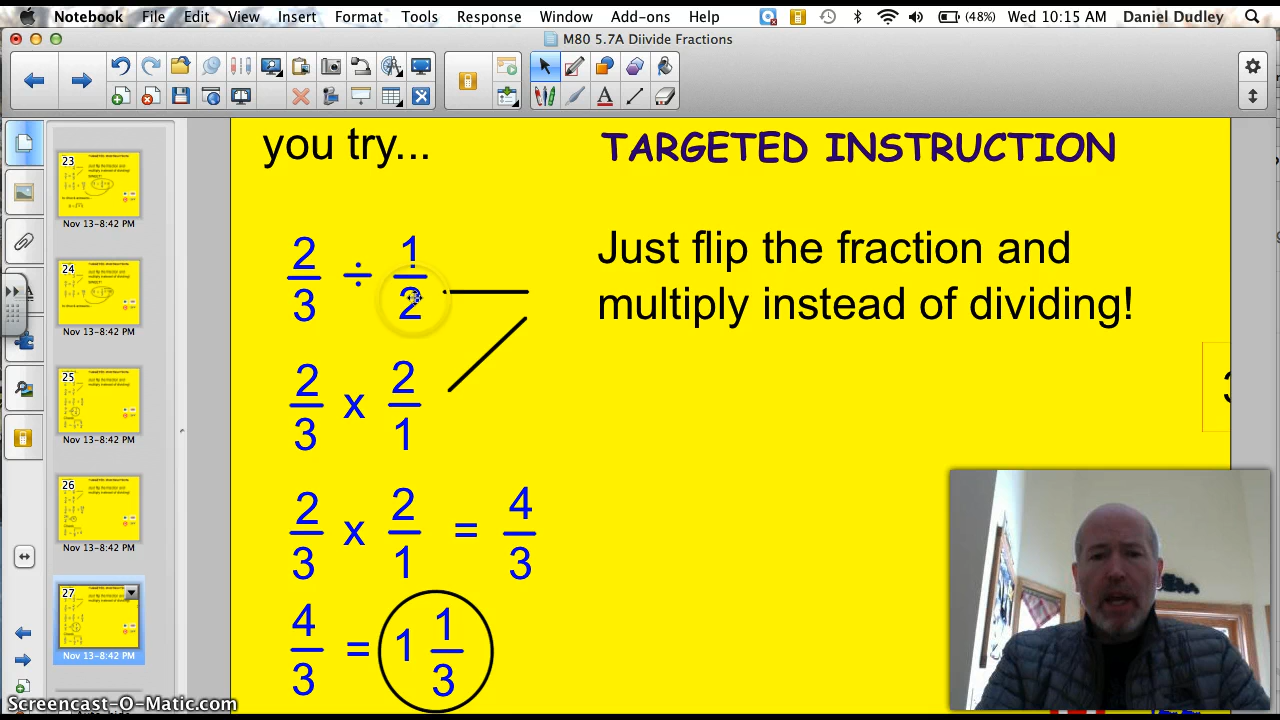 Notebook File Edit View Insert Format Tools Response Window Add-ons Help (48%) Wed 10:15 AM Daniel Dudley
M80 5.7A Diivide Fractions
you try...
TARGETED INSTRUCTION
2/3 ÷ 1/2
Just flip the fraction and
multiply instead of dividing!
2/3 x 2/1
2/3 x 2/1 = 4/3
4/3 = 1 1/3
23
Nov 13-8:42 PM
24
Nov 13-8:42 PM
25
Nov 13-8:42 PM
26
Nov 13-8:42 PM
27
Nov 13-8:42 PM
Screencast-O-Matic.com